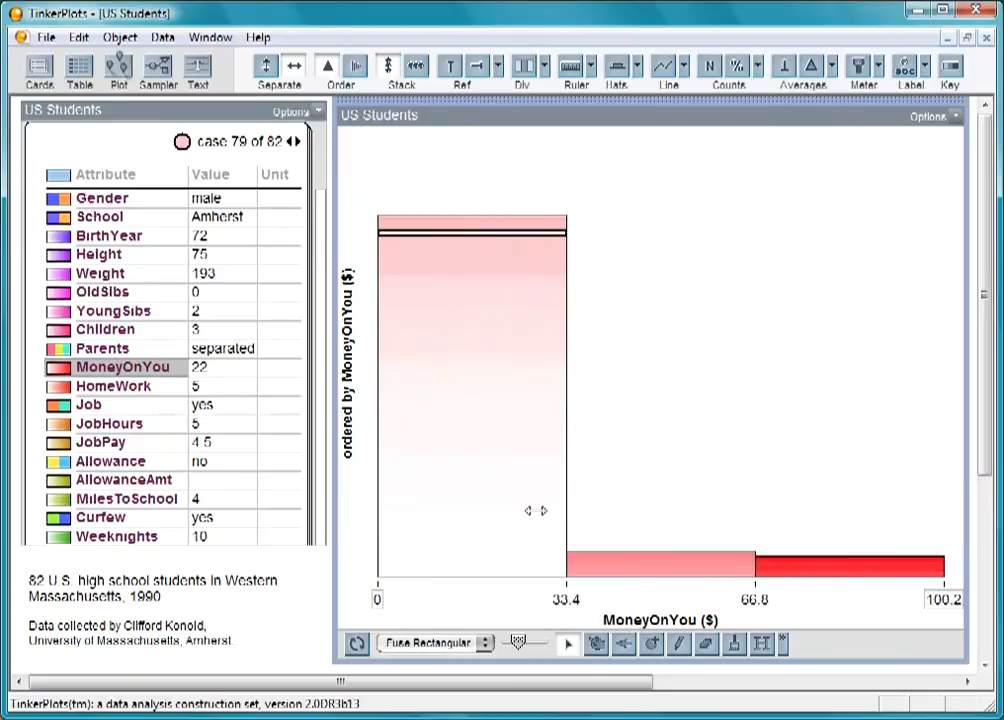 TinkerPlots - [US Students]
File Edit Object Data Window Help
Cards Table Plot Sampler Text Separate Order Stack Ref Div Ruler Hats Line Counts Averages Meter Label Key
US Students Options
case 79 of 82
Attribute Value Unit
Gender male
School Amherst
BirthYear 72
Height 75
Weight 193
OldSibs 0
YoungSibs 2
Children 3
Parents separated
MoneyOnYou 22
HomeWork 5
Job yes
JobHours 5
JobPay 4.5
Allowance no
AllowanceAmt
MilesToSchool 4
Curfew yes
Weeknights 10
82 U.S. high school students in Western
Massachusetts, 1990
Data collected by Clifford Konold,
University of Massachusetts, Amherst.
US Students Options
ordered by MoneyOnYou ($)
0 33.4 66.8 100.2
MoneyOnYou ($)
Fuse Rectangular
TinkerPlots(tm): a data analysis construction set, version 2.0DR3b13